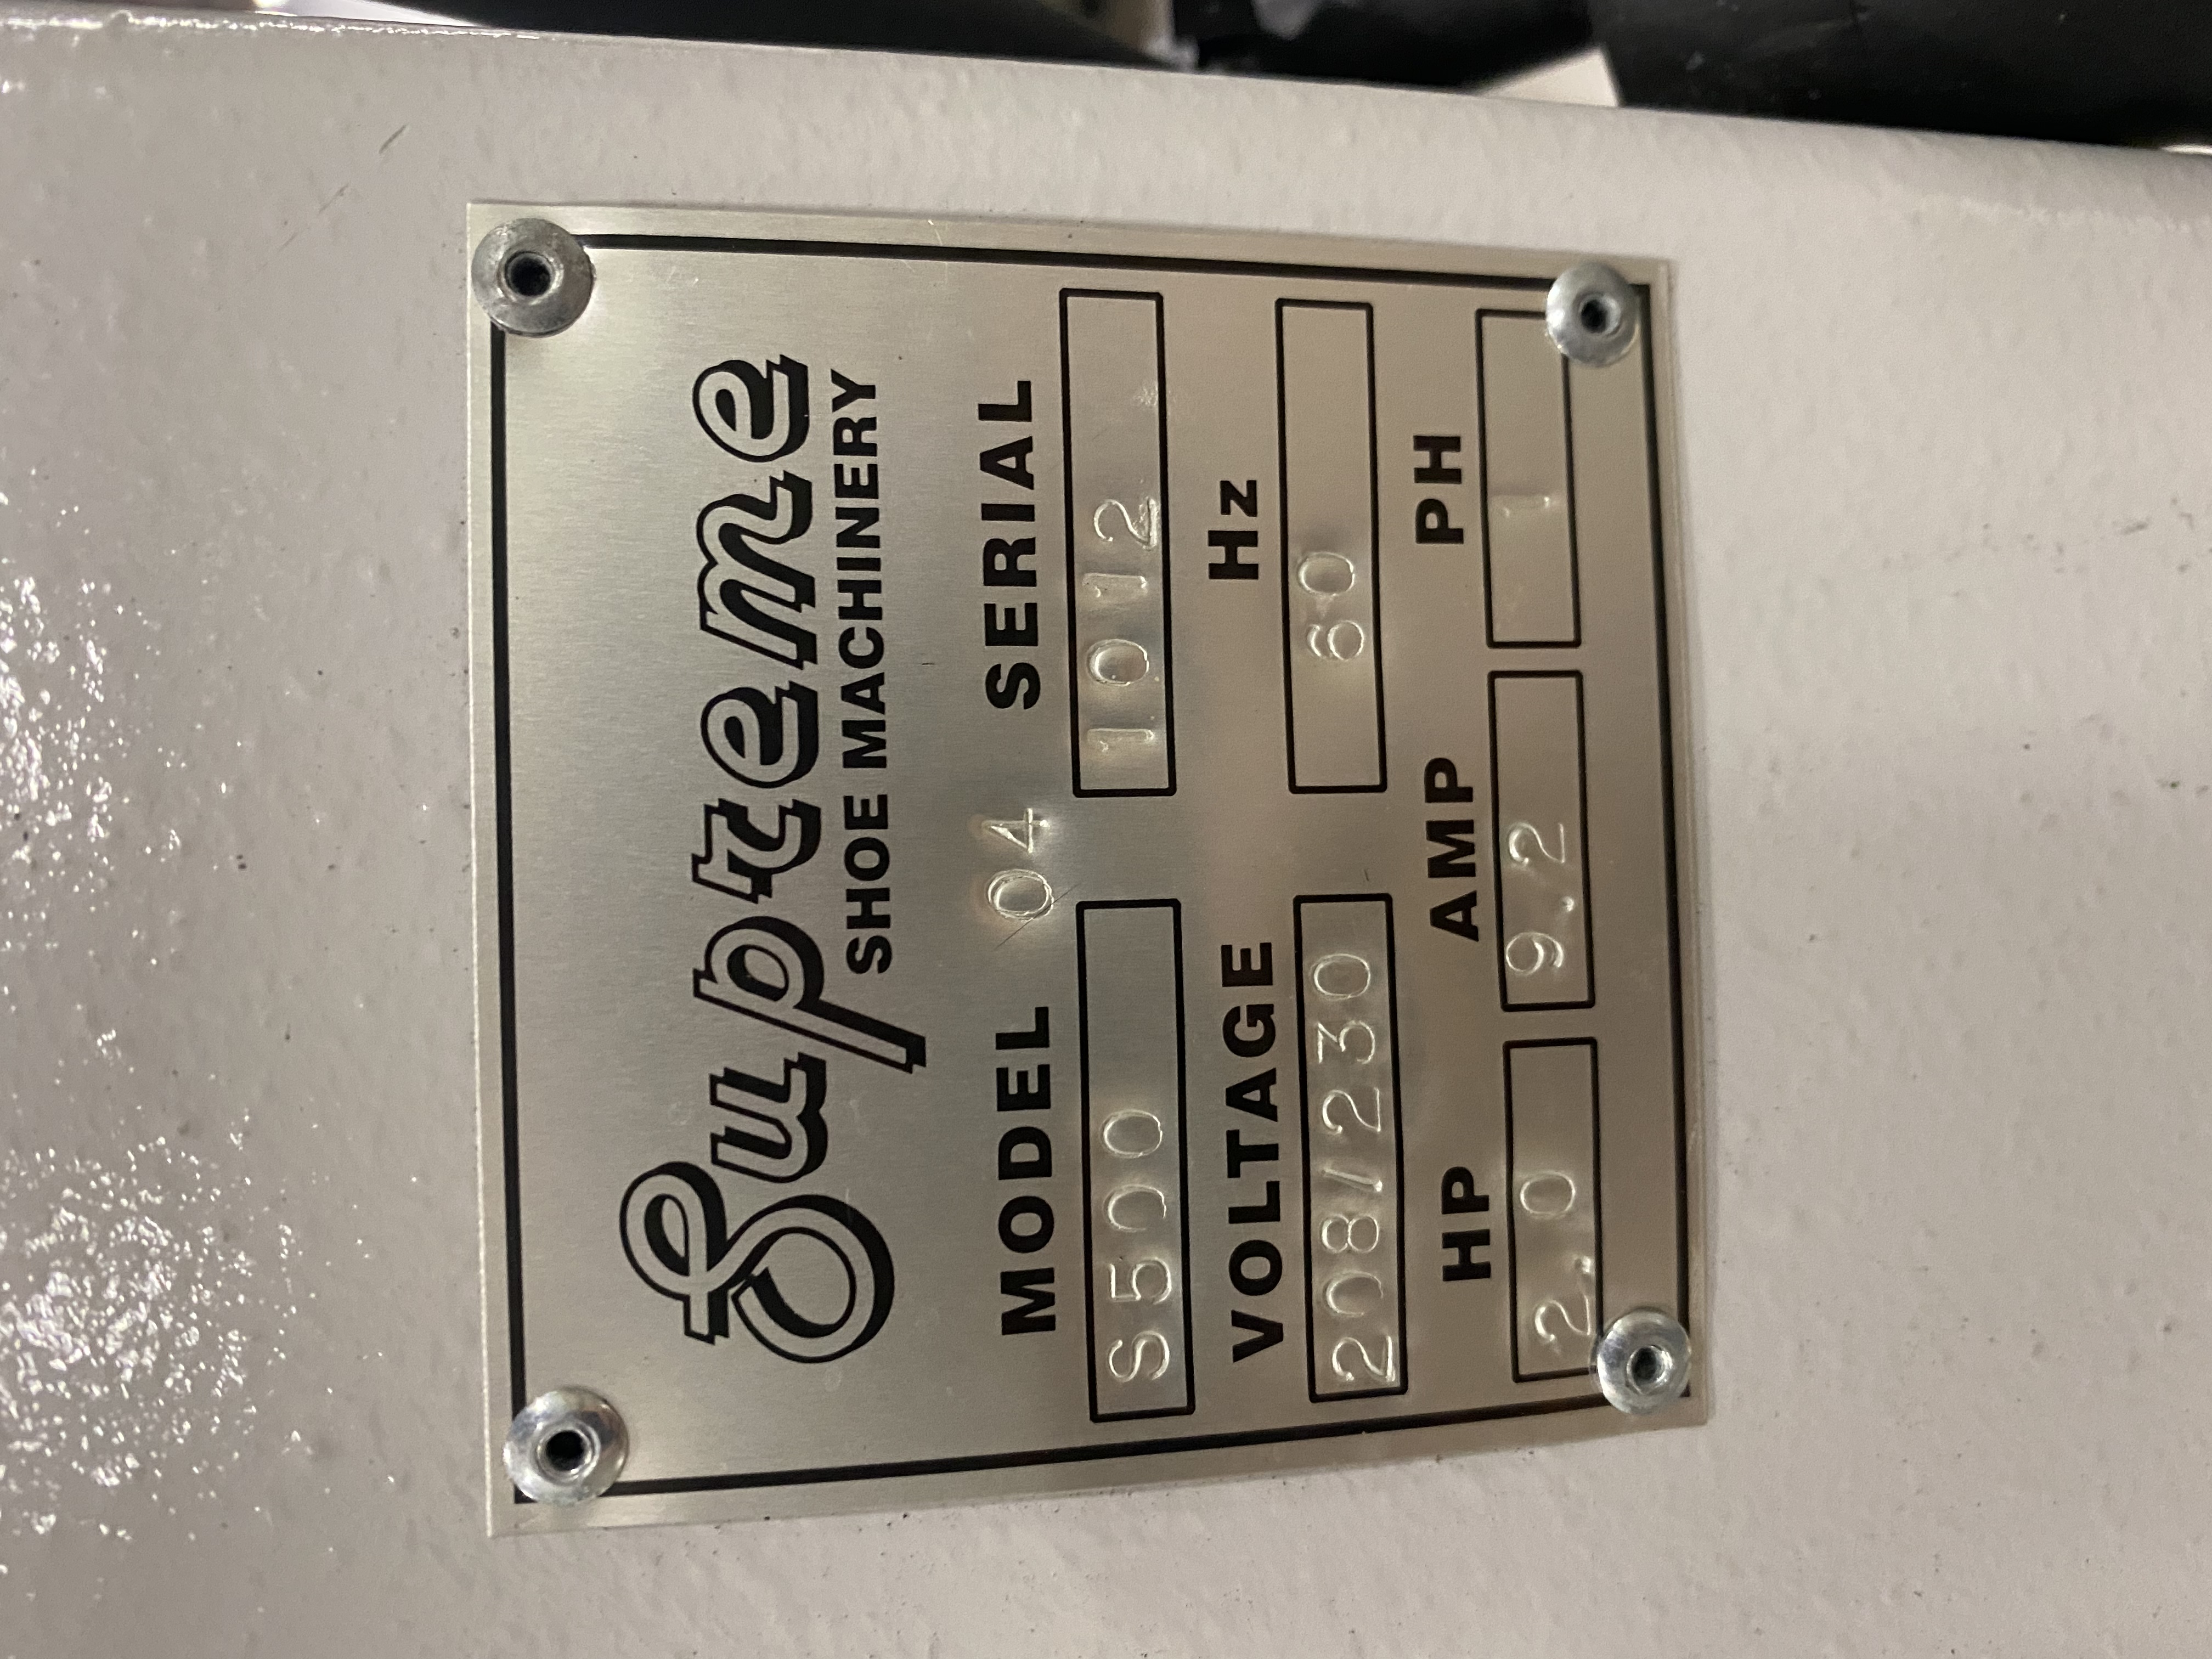 Supreme
SHOE MACHINERY
MODEL 04 SERIAL
S500 1012
VOLTAGE Hz
208/230 60
HP AMP PH
2.0 9.2 1